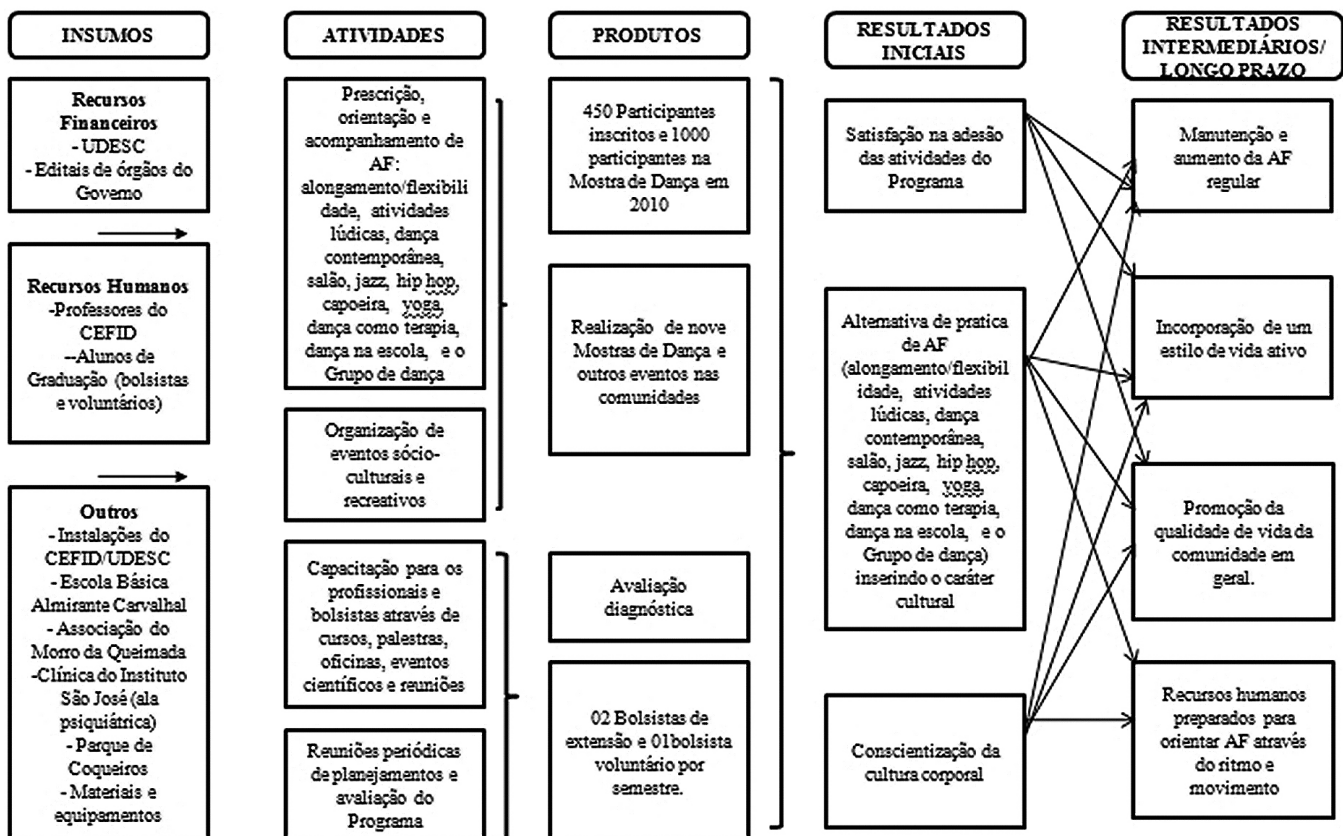 INSUMOS
Recursos
Financeiros
- UDESC
- Editais de órgãos do
Governo
Recursos Humanos
-Professores do
CEFID
--Alunos de
Graduação (bolsistas
e voluntários)
Outros
- Instalações do
CEFID/UDESC
- Escola Básica
Almirante Carvalhal
- Associação do
Morro da Queimada
-Clínica do Instituto
São José (ala
psiquiátrica)
- Parque de
Coqueiros
- Materiais e
equipamentos
ATIVIDADES
Prescrição,
orientação e
acompanhamento de
AF:
alongamento/flexibili
dade, atividades
lúdicas, dança
contemporânea,
salão, jazz, hip hop,
capoeira, yoga,
dança como terapia,
dança na escola, e o
Grupo de dança
Organização de
eventos sócio-
culturais e
recreativos
Capacitação para os
profissionais e
bolsistas através de
cursos, palestras,
oficinas, eventos
científicos e reuniões
Reuniões periódicas
de planejamentos e
avaliação do
Programa
PRODUTOS
450 Participantes
inscritos e 1000
participantes na
Mostra de Dança em
2010
Realização de nove
Mostras de Dança e
outros eventos nas
comunidades
Avaliação
diagnóstica
02 Bolsistas de
extensão e 01bolsista
voluntário por
semestre.
RESULTADOS
INICIAIS
Satisfação na adesão
das atividades do
Programa
Alternativa de pratica
de AF
(alongamento/flexibil
idade, atividades
lúdicas, dança
contemporânea,
salão, jazz, hip hop,
capoeira, yoga,
dança como terapia,
dança na escola, e o
Grupo de dança)
inserindo o caráter
cultural
Conscientização da
cultura corporal
RESULTADOS
INTERMEDIÁRIOS/
LONGO PRAZO
Manutenção e
aumento da AF
regular
Incorporação de um
estilo de vida ativo
Promoção da
qualidade de vida da
comunidade em
geral.
Recursos humanos
preparados para
orientar AF através
do ritmo e
movimento